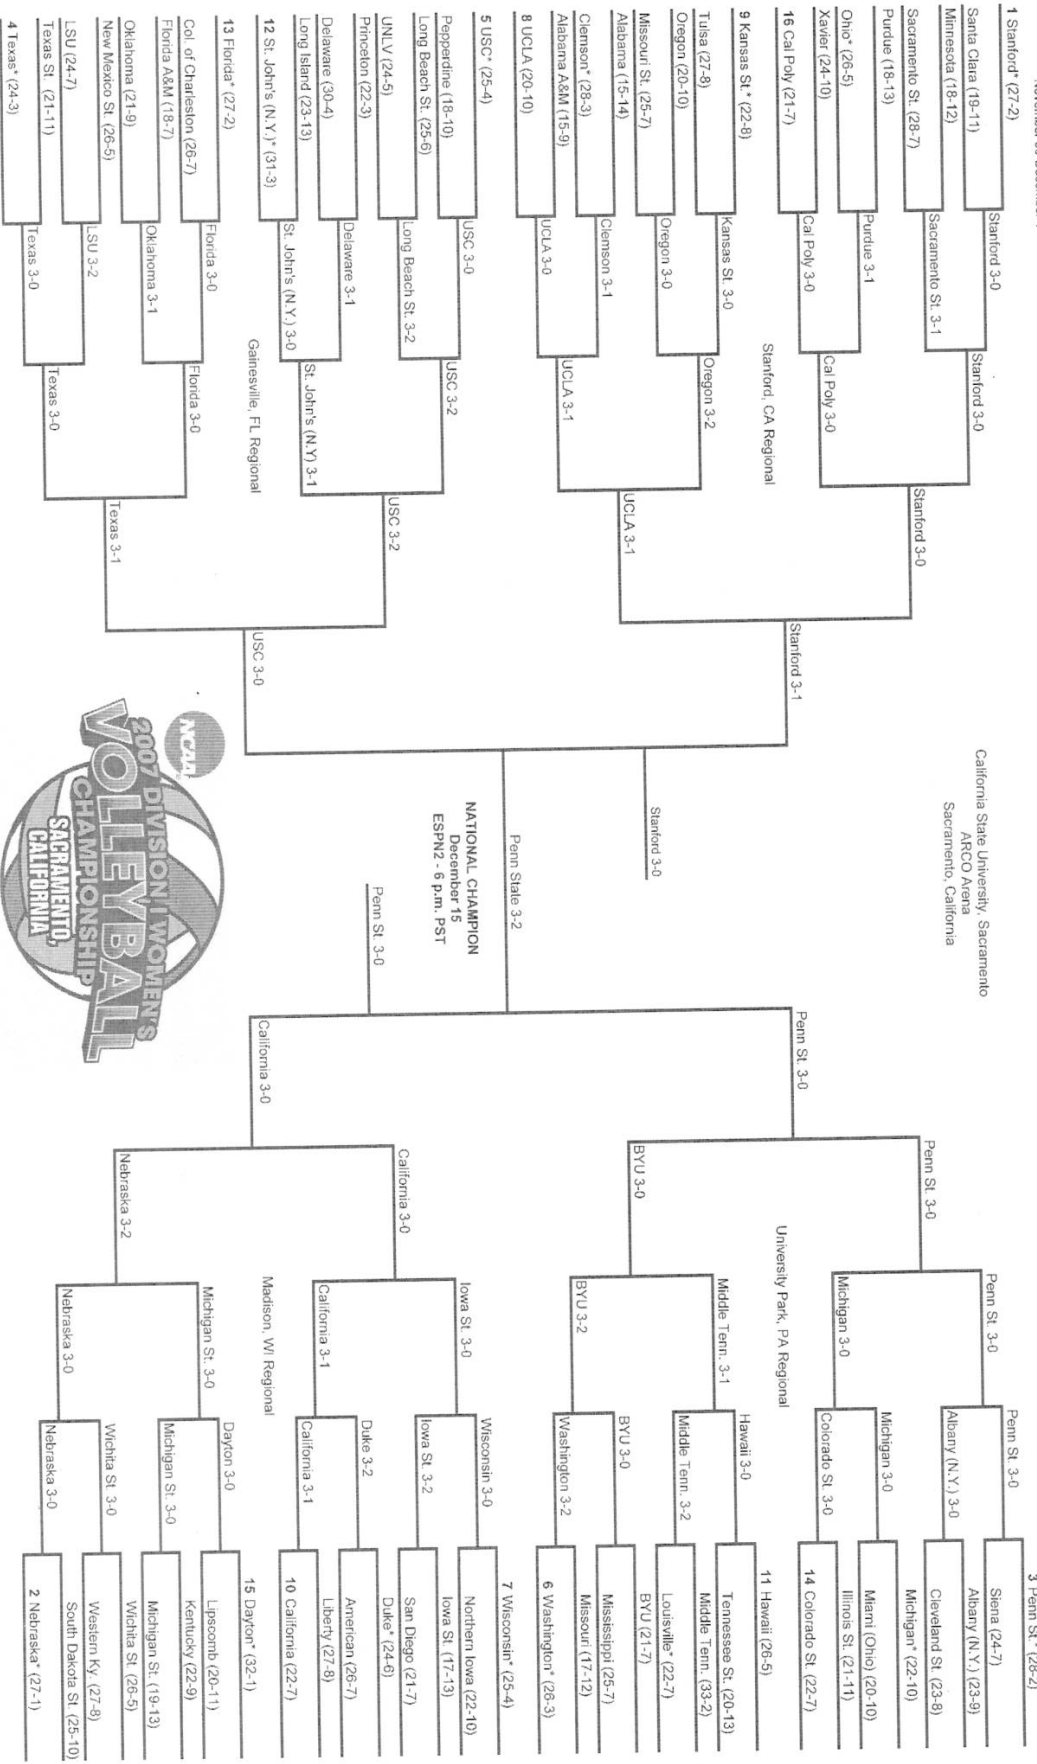 1 Stanford* (27-2)
Santa Clara (19-11)
Minnesota (18-12)
Sacramento St. (28-7)
Purdue (18-13)
Ohio* (26-5)
Xavier (24-10)
16 Cal Poly (21-7)
9 Kansas St.* (22-8)
Tulsa (27-8)
Oregon (20-10)
Missouri St. (25-7)
Alabama (15-14)
Clemson* (28-3)
Alabama A&M (15-9)
8 UCLA (20-10)
5 USC* (25-4)
Pepperdine (18-10)
Long Beach St. (25-6)
UNLV (24-5)
Princeton (22-3)
Delaware (30-4)
Long Island (23-13)
12 St. John's (N.Y.)* (31-3)
13 Florida* (27-2)
Col. of Charleston (26-7)
Florida A&M (18-7)
Oklahoma (21-9)
New Mexico St. (26-5)
LSU (24-7)
Texas St. (21-11)
4 Texas* (24-3)
Stanford 3-0
Sacramento St. 3-1
Purdue 3-1
Cal Poly 3-0
Kansas St. 3-0
Oregon 3-0
Clemson 3-1
UCLA 3-0
USC 3-0
Long Beach St. 3-2
Delaware 3-1
St. John's (N.Y.) 3-0
Florida 3-0
Oklahoma 3-1
LSU 3-2
Texas 3-0
Stanford 3-0
Cal Poly 3-0
Oregon 3-2
UCLA 3-1
USC 3-2
St. John's (N.Y) 3-1
Florida 3-0
Texas 3-0
Stanford, CA Regional
Gainesville, FL Regional
Stanford 3-0
UCLA 3-1
USC 3-2
Texas 3-1
Stanford 3-1
USC 3-0
California State University, Sacramento
ARCO Arena
Sacramento, California
Stanford 3-0
Penn State 3-2
NATIONAL CHAMPION
December 15
ESPN2 - 6 p.m. PST
Penn St. 3-0
NCAA
2007 DIVISION I WOMEN'S
VOLLEYBALL
CHAMPIONSHIP
SACRAMENTO,
CALIFORNIA
Penn St. 3-0
California 3-0
Penn St. 3-0
BYU 3-0
California 3-0
Nebraska 3-2
University Park, PA Regional
Madison, WI Regional
Penn St. 3-0
Michigan 3-0
Middle Tenn. 3-1
BYU 3-2
Iowa St. 3-0
California 3-1
Michigan St. 3-0
Nebraska 3-0
Penn St. 3-0
Albany (N.Y.) 3-0
Michigan 3-0
Colorado St. 3-0
Hawaii 3-0
Middle Tenn. 3-2
BYU 3-0
Washington 3-2
Wisconsin 3-0
Iowa St. 3-2
Duke 3-2
California 3-1
Dayton 3-0
Michigan St. 3-0
Wichita St. 3-0
Nebraska 3-0
3 Penn St.* (28-2)
Siena (24-7)
Albany (N.Y.) (23-9)
Cleveland St. (23-8)
Michigan* (22-10)
Miami (Ohio) (20-10)
Illinois St. (21-11)
14 Colorado St. (22-7)
11 Hawaii (26-5)
Tennessee St. (20-13)
Middle Tenn. (33-2)
Louisville* (22-7)
BYU (21-7)
Mississippi (25-7)
Missouri (17-12)
6 Washington* (26-3)
7 Wisconsin* (25-4)
Northern Iowa (22-10)
Iowa St. (17-13)
San Diego (21-7)
Duke* (24-6)
American (26-7)
Liberty (27-8)
10 California (22-7)
15 Dayton* (32-1)
Lipscomb (20-11)
Kentucky (22-9)
Michigan St. (19-13)
Wichita St. (26-5)
Western Ky. (27-8)
South Dakota St. (25-10)
2 Nebraska* (27-1)